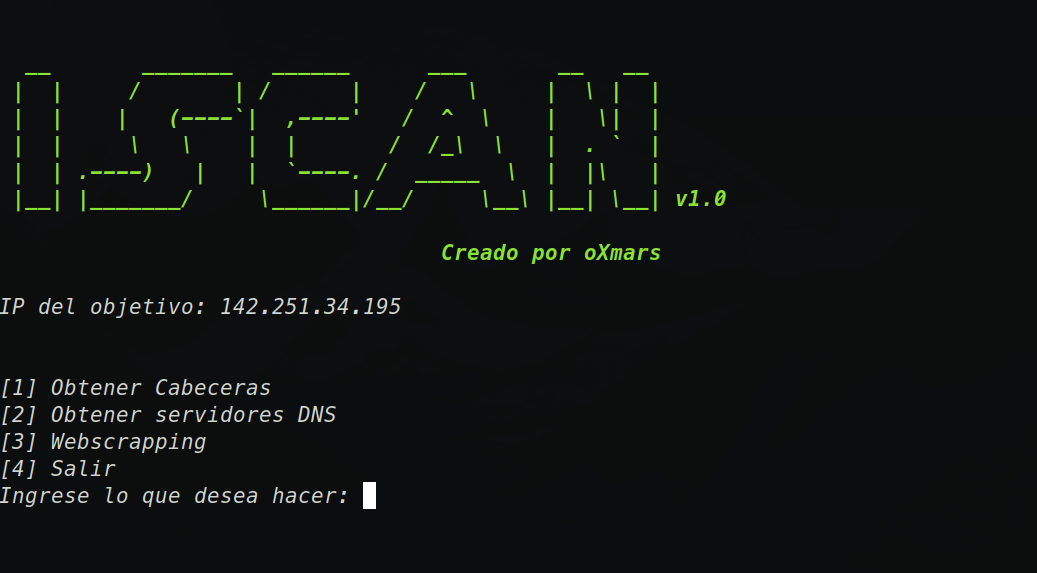 ISCAN v1.0
Creado por oXmars
IP del objetivo: 142.251.34.195
[1] Obtener Cabeceras
[2] Obtener servidores DNS
[3] Webscrapping
[4] Salir
Ingrese lo que desea hacer: